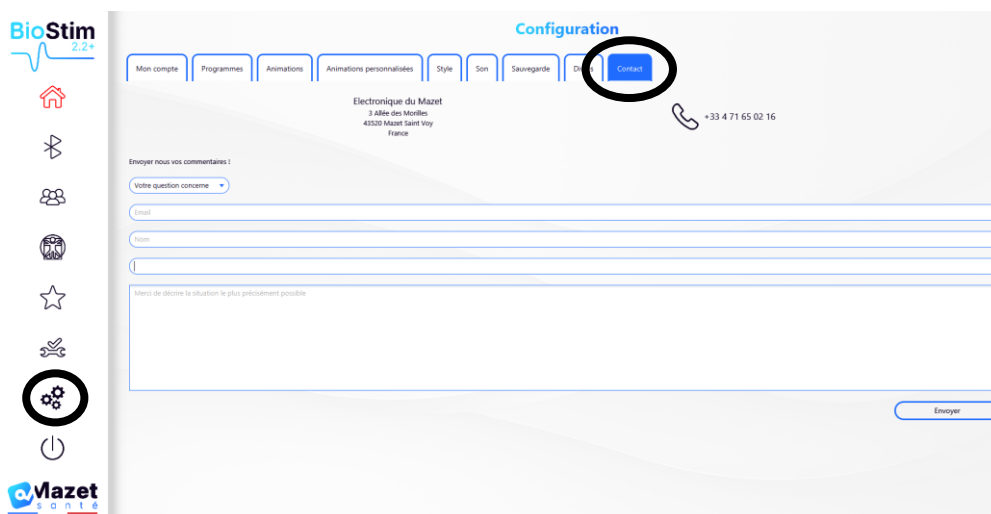 BioStim
2.2+
Configuration
Mon compte
Programmes
Animations
Animations personnalisées
Style
Son
Sauvegarde
Contact
Electronique du Mazet
3 Allée des Morilles
43520 Mazet Saint Voy
France
+33 4 71 65 02 16
Envoyer nous vos commentaires !
Votre question concerne
Email
Nom
Merci de décrire la situation le plus précisément possible
Envoyer
Mazet
santé